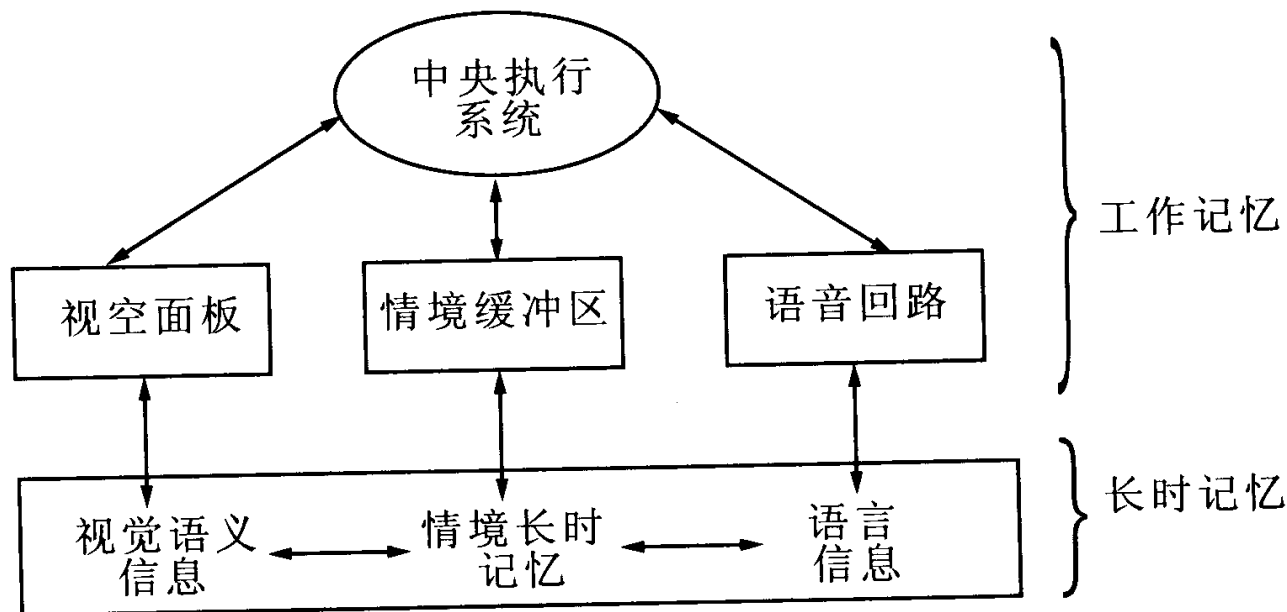 中央执行
系统
工作记忆
视空面板
情境缓冲区
语音回路
长时记忆
视觉语义
信息
情境长时
记忆
语言
信息